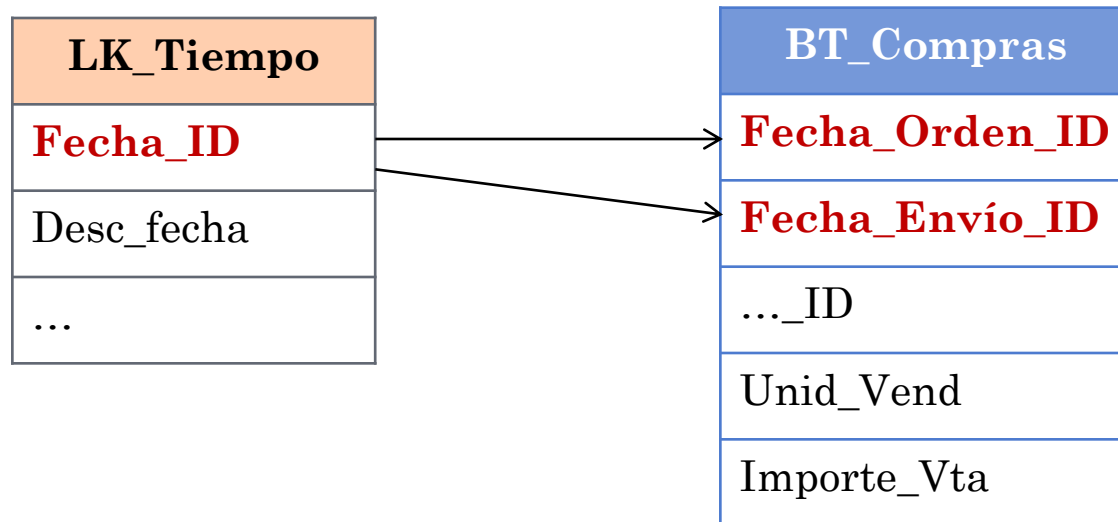 LK_Tiempo
Fecha_ID
Desc_fecha
...
BT_Compras
Fecha_Orden_ID
Fecha_Envío_ID
..._ID
Unid_Vend
Importe_Vta